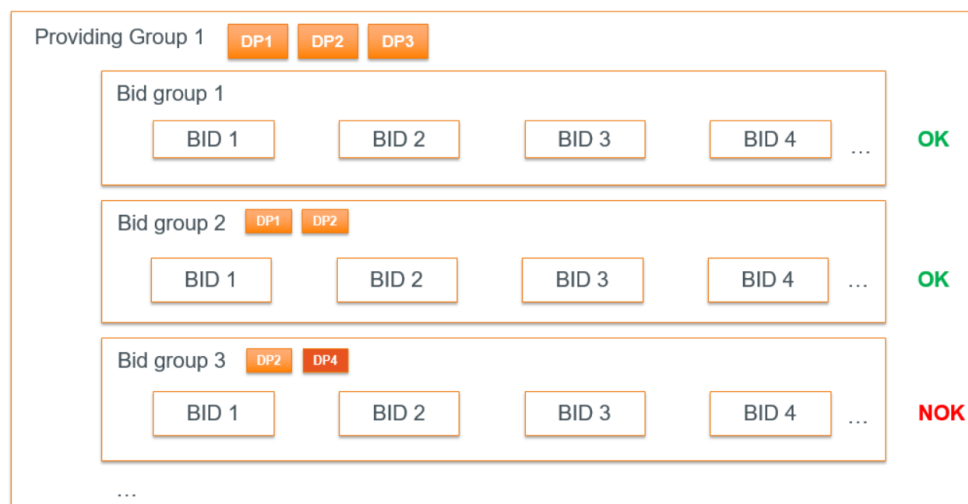 Providing Group 1 DP1 DP2 DP3
Bid group 1
BID 1 BID 2 BID 3 BID 4 ... OK
Bid group 2 DP1 DP2
BID 1 BID 2 BID 3 BID 4 ... OK
Bid group 3 DP2 DP4
BID 1 BID 2 BID 3 BID 4 ... NOK
...